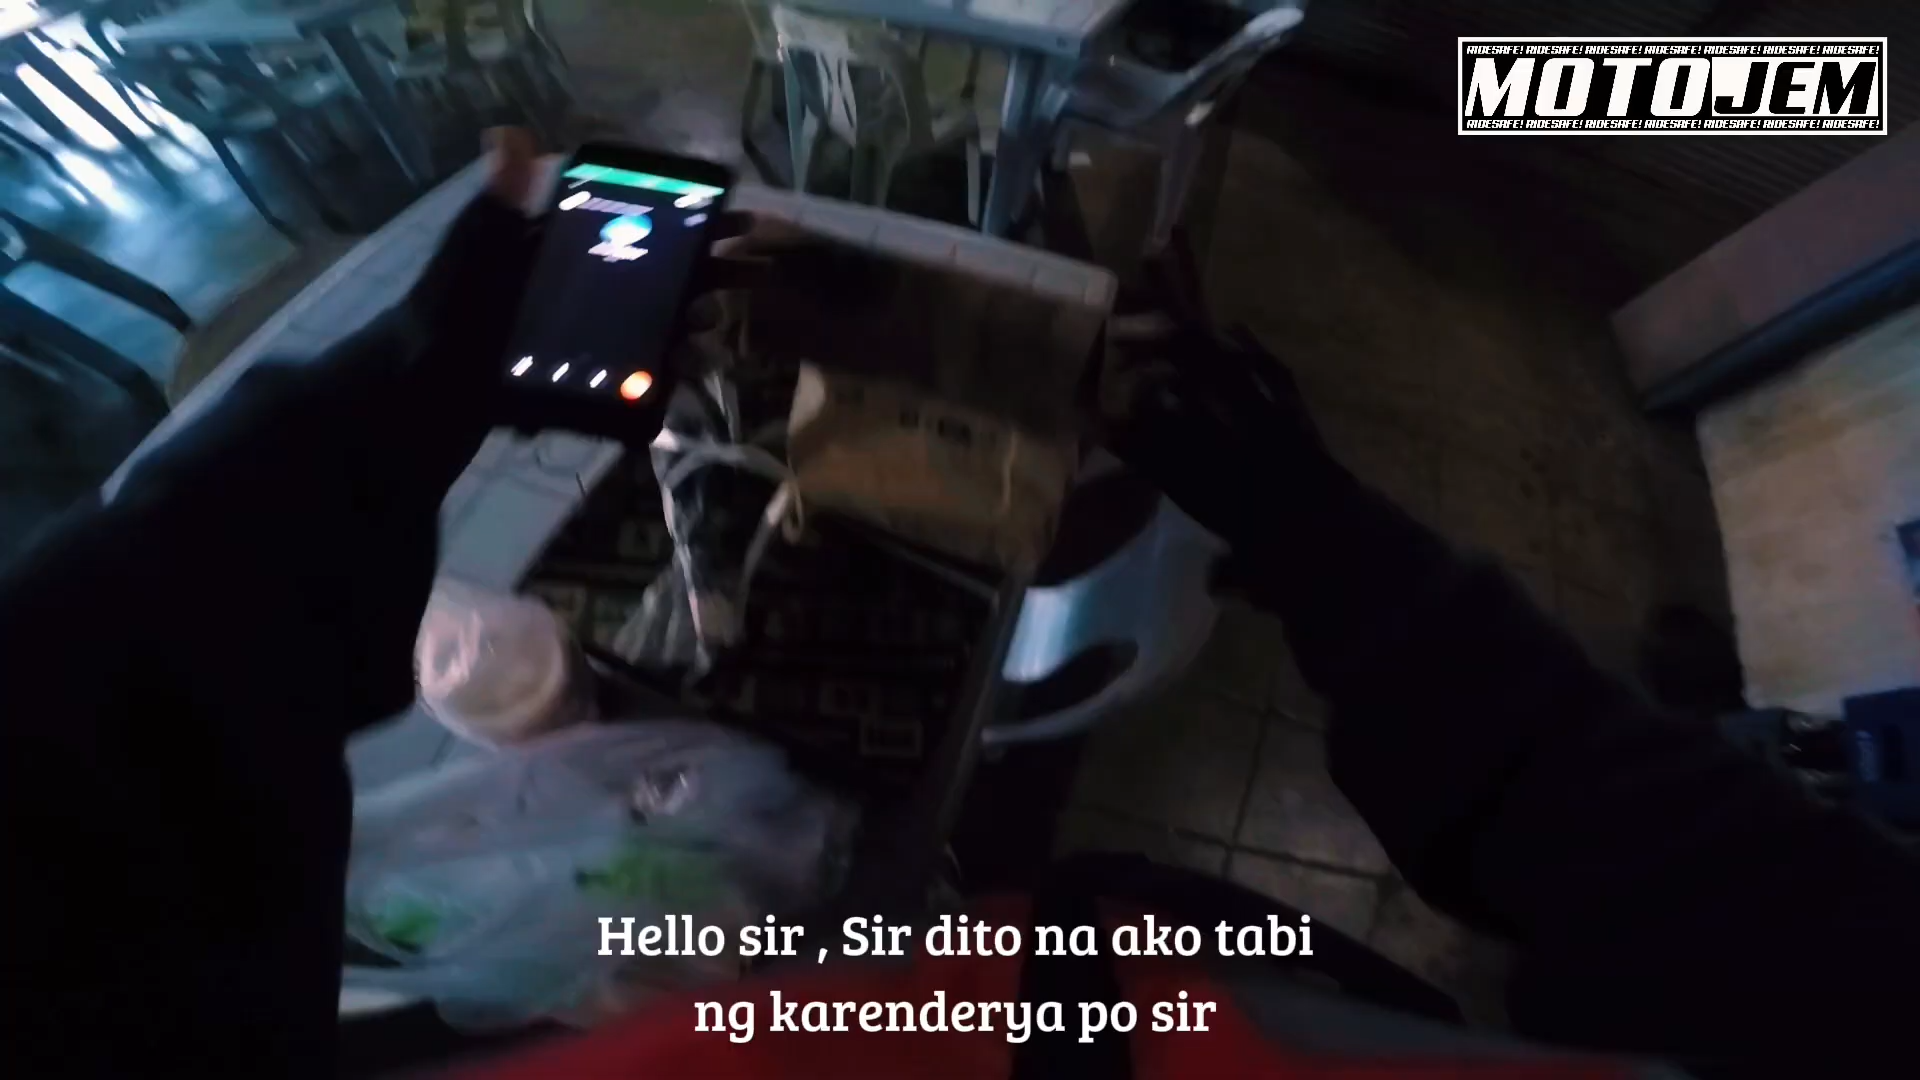 RIDESAFE! RIDESAFE! RIDESAFE! RIDESAFE! RIDESAFE! RIDESAFE! RIDESAFE!
MOTOJEM
RIDESAFE! RIDESAFE! RIDESAFE! RIDESAFE! RIDESAFE! RIDESAFE! RIDESAFE!
Hello sir , Sir dito na ako tabi
ng karenderya po sir